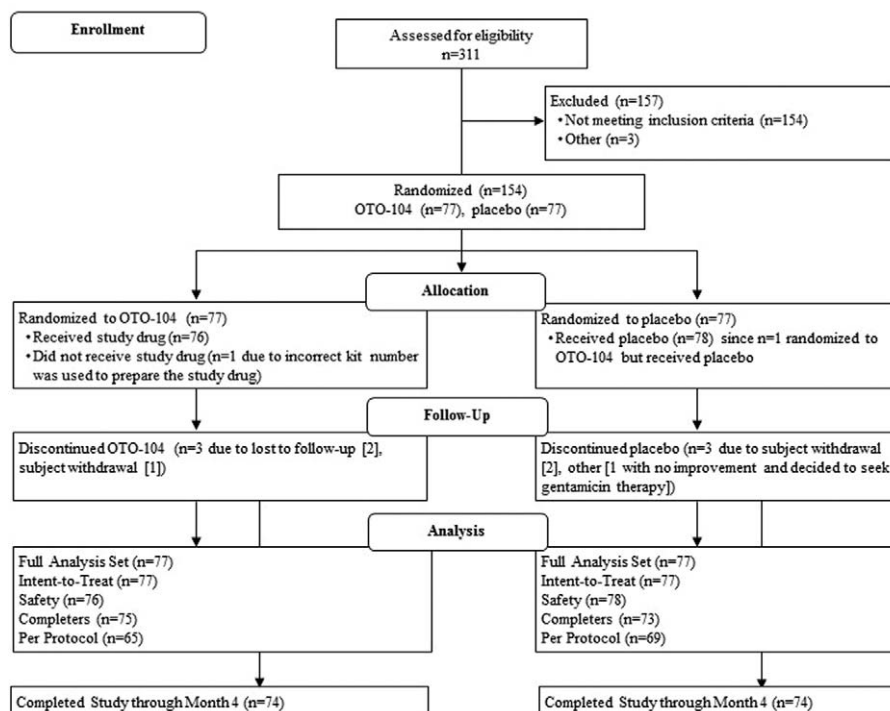 Enrollment
Assessed for eligibility
n=311
Excluded (n=157)
•Not meeting inclusion criteria (n=154)
•Other (n=3)
Randomized (n=154)
OTO-104 (n=77), placebo (n=77)
Allocation
Randomized to OTO-104 (n=77)
•Received study drug (n=76)
•Did not receive study drug (n=1 due to incorrect kit number
was used to prepare the study drug)
Randomized to placebo (n=77)
•Received placebo (n=78) since n=1 randomized to
OTO-104 but received placebo
Follow-Up
Discontinued OTO-104 (n=3 due to lost to follow-up [2],
subject withdrawal [1])
Discontinued placebo (n=3 due to subject withdrawal
[2], other [1 with no improvement and decided to seek
gentamicin therapy])
Analysis
Full Analysis Set (n=77)
Intent-to-Treat (n=77)
Safety (n=76)
Completers (n=75)
Per Protocol (n=65)
Full Analysis Set (n=77)
Intent-to-Treat (n=77)
Safety (n=78)
Completers (n=73)
Per Protocol (n=69)
Completed Study through Month 4 (n=74)
Completed Study through Month 4 (n=74)